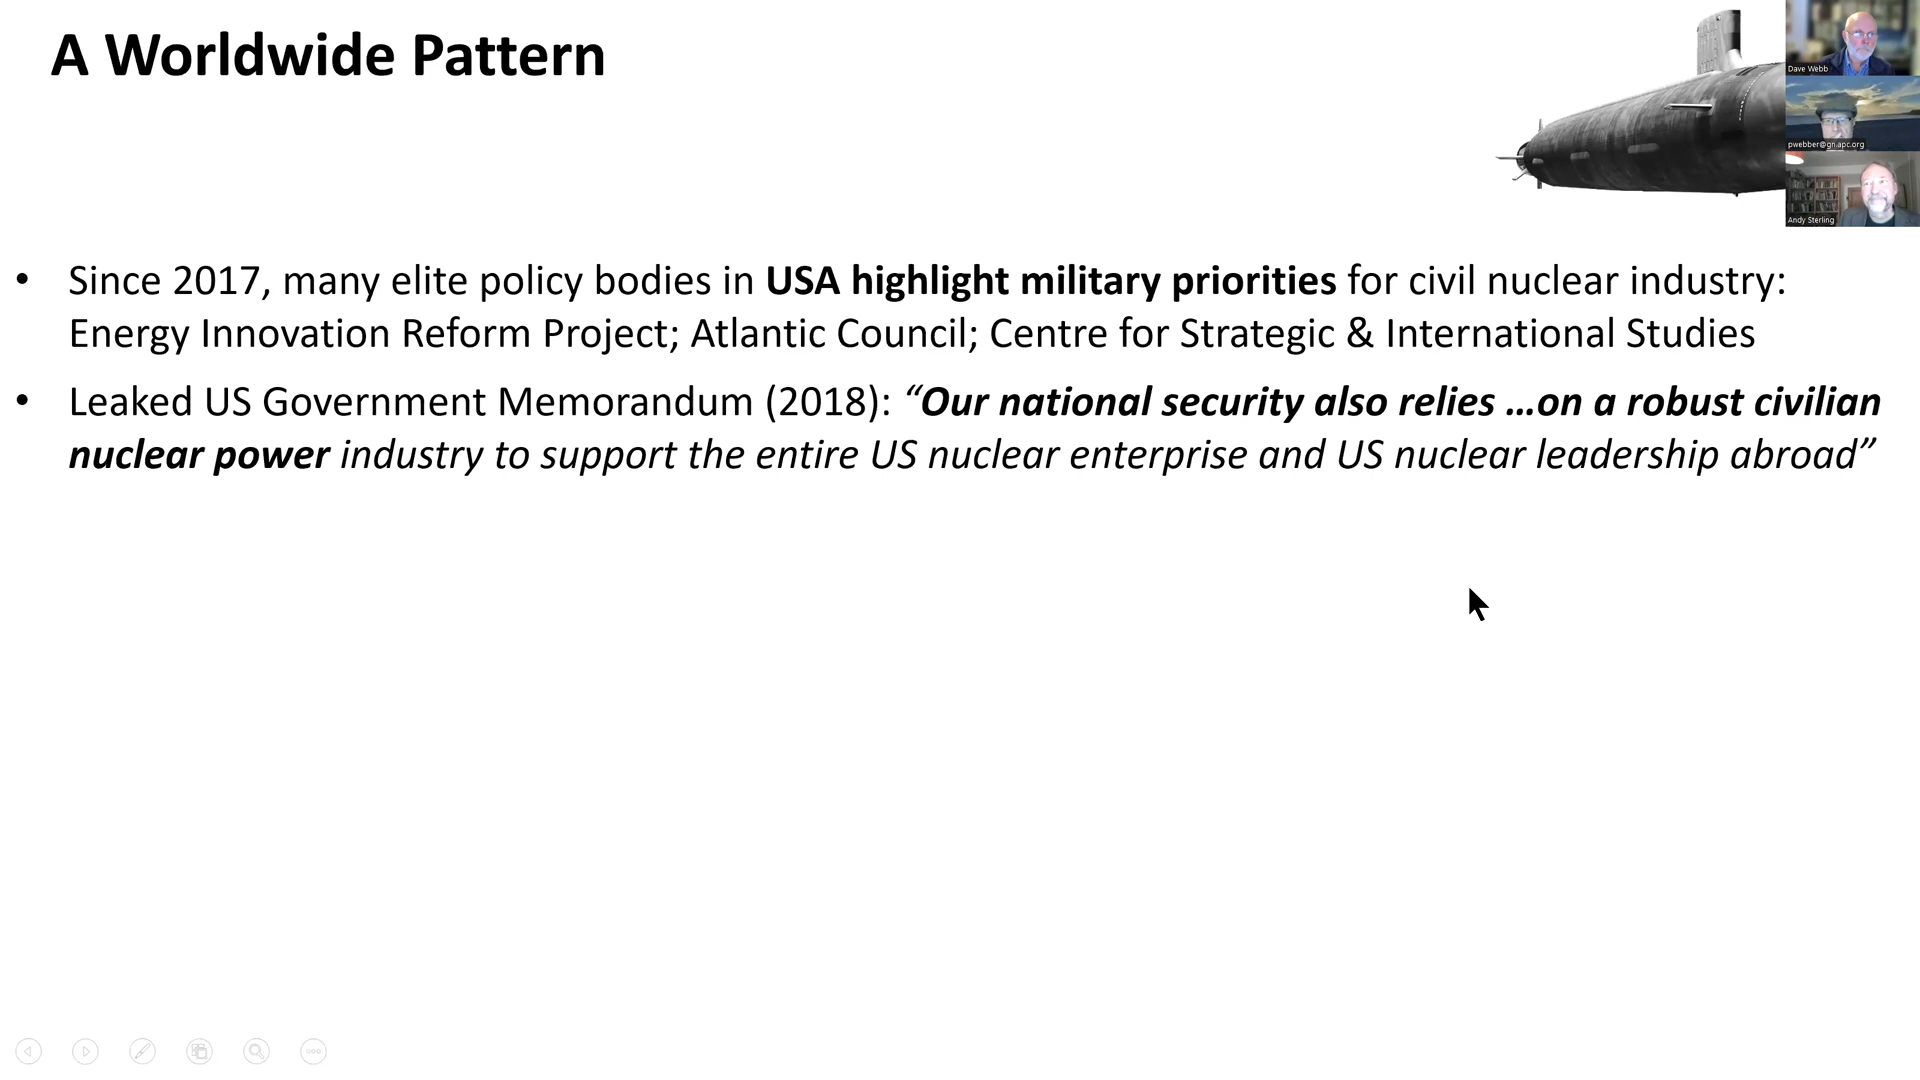 A Worldwide Pattern
Dave Webb
pwebber@gn.apc.org
Andy Sterling
• Since 2017, many elite policy bodies in USA highlight military priorities for civil nuclear industry:
Energy Innovation Reform Project; Atlantic Council; Centre for Strategic & International Studies
• Leaked US Government Memorandum (2018): “Our national security also relies ...on a robust civilian
nuclear power industry to support the entire US nuclear enterprise and US nuclear leadership abroad”